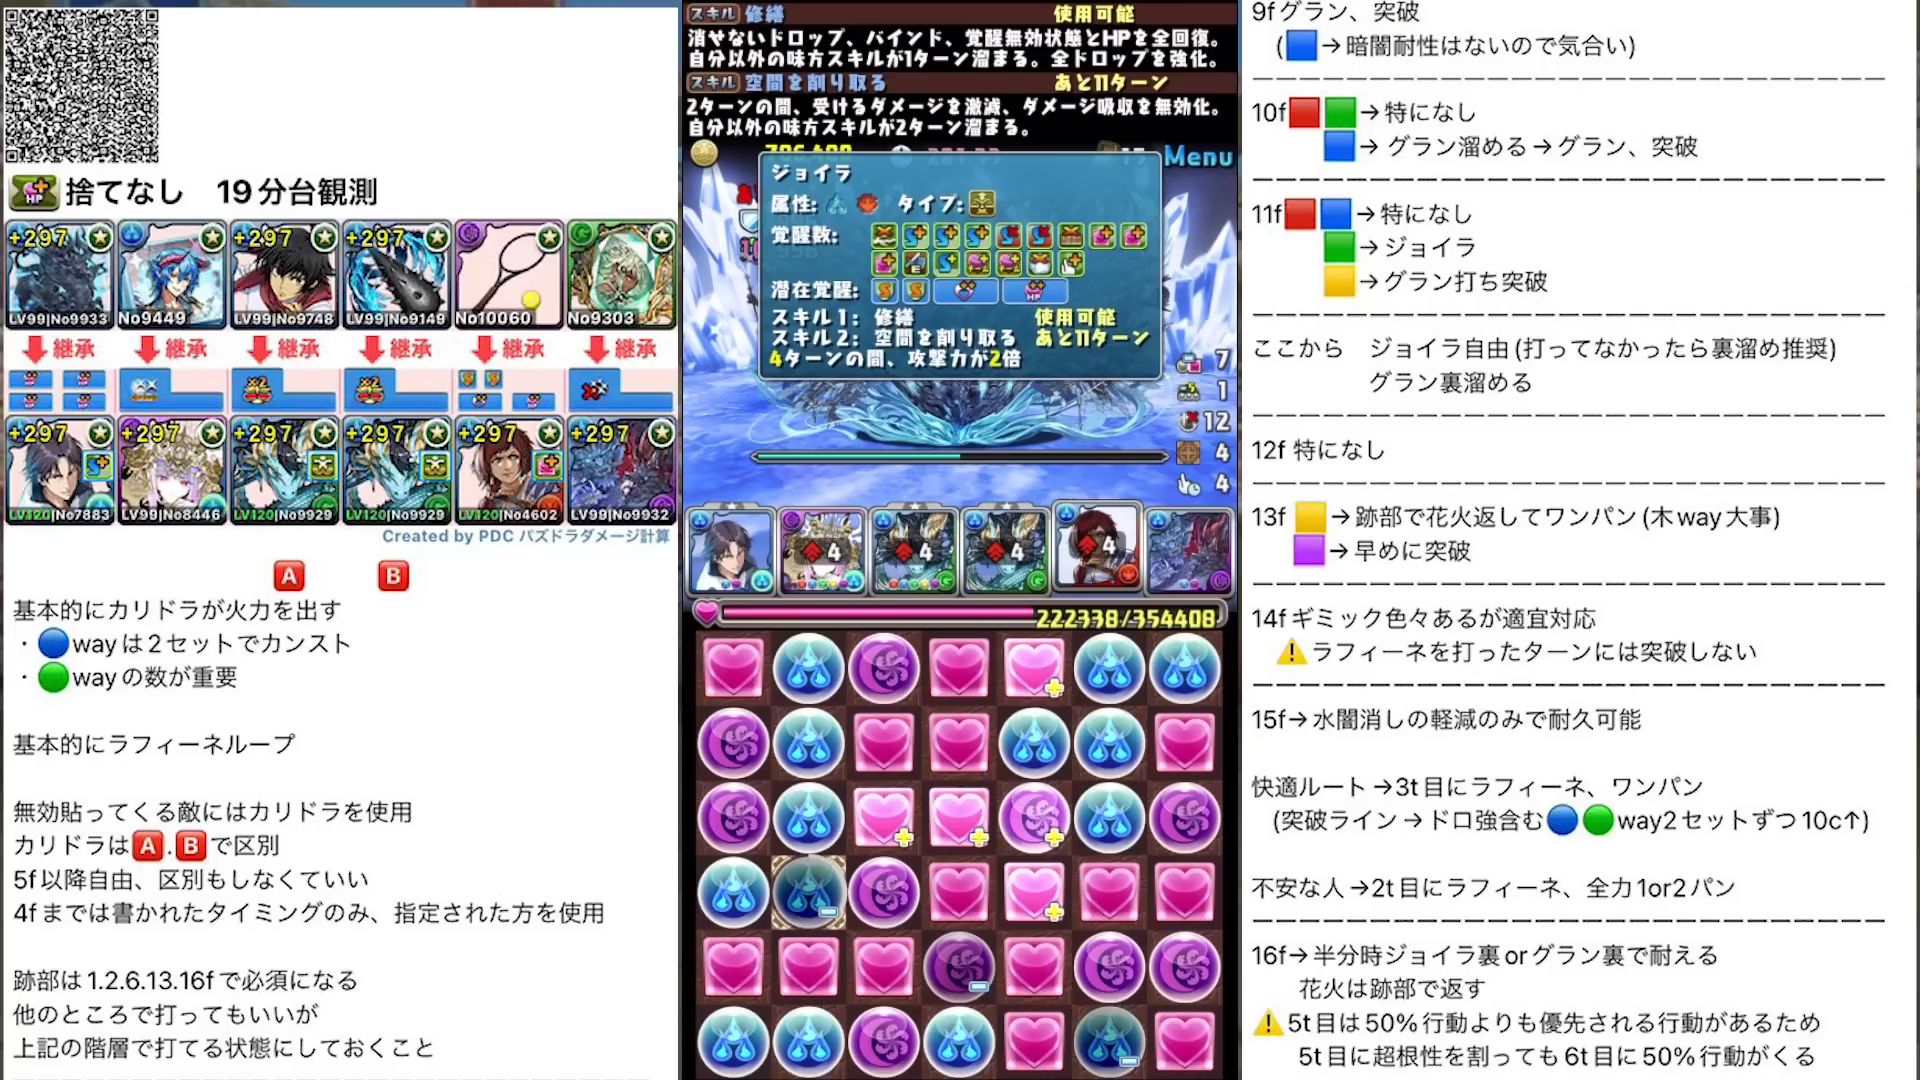 捨てなし　19分台観測
+297
LV99|No9933
No9449
+297
LV99|No9748
+297
LV99|No9149
No10060
No9303
継承
継承
継承
継承
継承
継承
+297
LV120|No7883
+297
LV99|No8446
+297
LV120|No9929
+297
LV120|No9929
+297
LV120|No4602
+297
LV99|No9932
Created by PDC パズドラダメージ計算
A B
基本的にカリドラが火力を出す
・🔵wayは2セットでカンスト
・🟢wayの数が重要
基本的にラフィーネループ
無効貼ってくる敵にはカリドラを使用
カリドラはA.Bで区別
5f以降自由、区別もしなくていい
4fまでは書かれたタイミングのみ、指定された方を使用
跡部は1.2.6.13.16fで必須になる
他のところで打ってもいいが
上記の階層で打てる状態にしておくこと
スキル 修繕 使用可能
消せないドロップ、バインド、覚醒無効状態とHPを全回復。
自分以外の味方スキルが1ターン溜まる。全ドロップを強化。
スキル 空間を削り取る あと11ターン
2ターンの間、受けるダメージを激減、ダメージ吸収を無効化。
自分以外の味方スキルが2ターン溜まる。
Menu
ジョイラ
属性: タイプ:
覚醒数:
潜在覚醒:
スキル1: 修繕 使用可能
スキル2: 空間を削り取る あと11ターン
4ターンの間、攻撃力が2倍
7
1
12
4
4
4 4 4 4
222338/354408
9fグラン、突破
(🟦→暗闇耐性はないので気合い)
10f🟥🟩→特になし
🟦→グラン溜める→グラン、突破
11f🟥🟦→特になし
🟩→ジョイラ
🟨→グラン打ち突破
ここから　ジョイラ自由(打ってなかったら裏溜め推奨)
グラン裏溜める
12f 特になし
13f 🟨→跡部で花火返してワンパン(木way大事)
🟪→早めに突破
14fギミック色々あるが適宜対応
⚠️ラフィーネを打ったターンには突破しない
15f→水闇消しの軽減のみで耐久可能
快適ルート→3t目にラフィーネ、ワンパン
(突破ライン→ドロ強含む🔵🟢way2セットずつ10c↑)
不安な人→2t目にラフィーネ、全力1or2パン
16f→半分時ジョイラ裏orグラン裏で耐える
花火は跡部で返す
⚠️5t目は50%行動よりも優先される行動があるため
5t目に超根性を割っても6t目に50%行動がくる